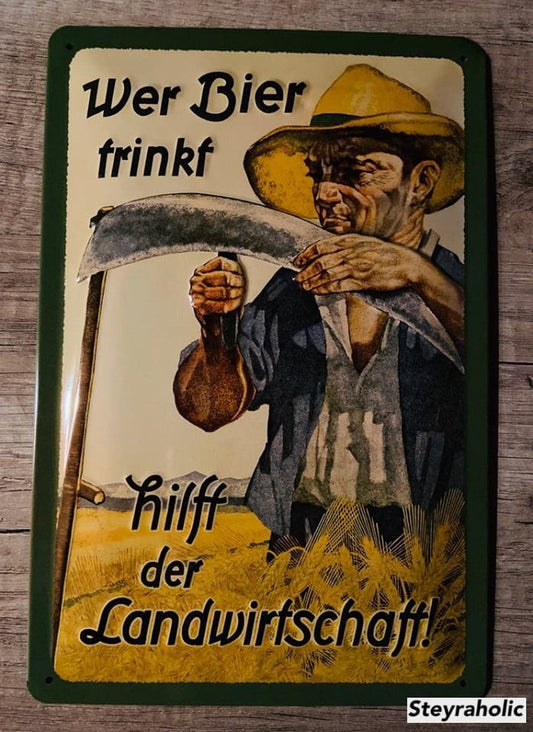 Wer Bier
trinkt
hilft
der
Landwirtschaft!
Steyraholic